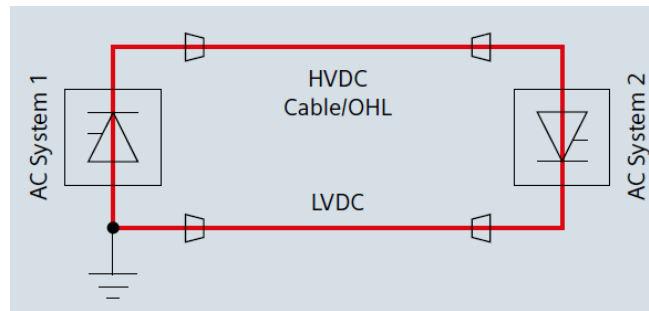 AC System 1
HVDC
Cable/OHL
LVDC
AC System 2